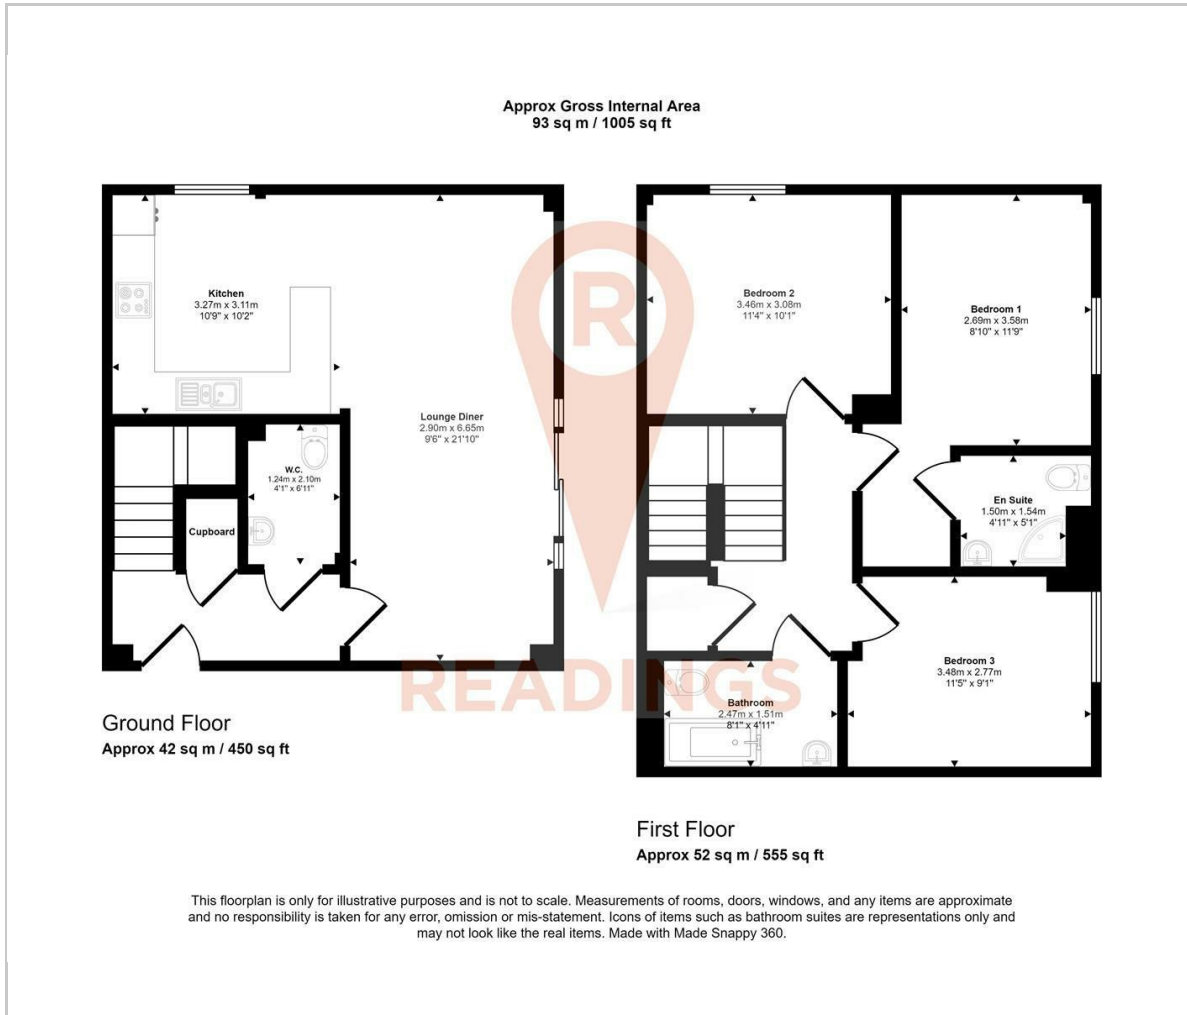 Approx Gross Internal Area
93 sq m / 1005 sq ft
Kitchen
3.27m x 3.11m
10'9" x 10'2"
Lounge Diner
2.90m x 6.65m
9'6" x 21'10"
W.C.
1.24m x 2.10m
4'1" x 6'11"
Cupboard
Ground Floor
Approx 42 sq m / 450 sq ft
Bedroom 2
3.46m x 3.08m
11'4" x 10'1"
Bedroom 1
2.69m x 3.58m
8'10" x 11'9"
En Suite
1.50m x 1.54m
4'11" x 5'1"
Bedroom 3
3.48m x 2.77m
11'5" x 9'1"
Bathroom
2.47m x 1.51m
8'1" x 4'11"
First Floor
Approx 52 sq m / 555 sq ft
R
READINGS
This floorplan is only for illustrative purposes and is not to scale. Measurements of rooms, doors, windows, and any items are approximate
and no responsibility is taken for any error, omission or mis-statement. Icons of items such as bathroom suites are representations only and
may not look like the real items. Made with Made Snappy 360.